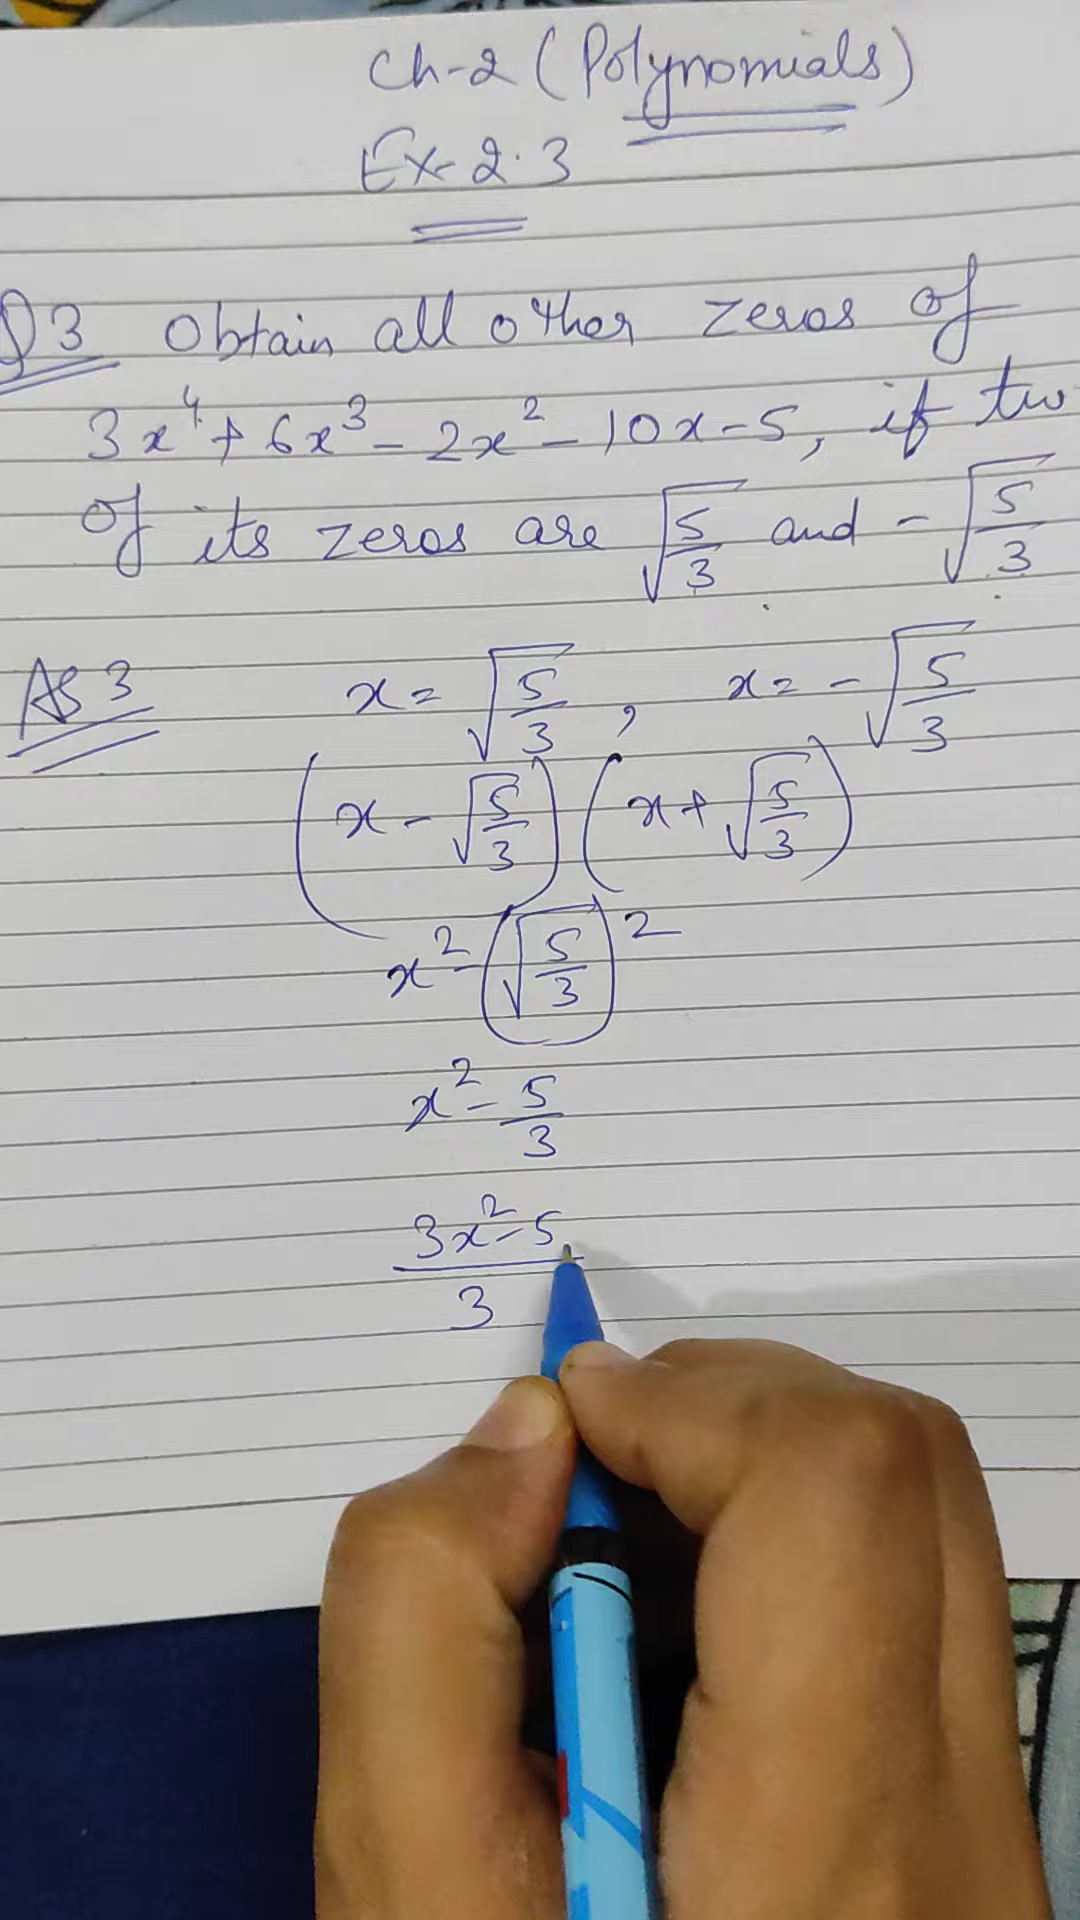 Ch-2 (Polynomials)
Ex-2.3
Q3 Obtain all other zeros of
3x⁴ + 6x³ - 2x² - 10x - 5, if two
of its zeros are √(5/3) and -√(5/3)
AS 3 x = √(5/3) , x = -√(5/3)
(x - √(5/3)) (x + √(5/3))
x² - (√(5/3))²
x² - 5/3
3x² - 5
3